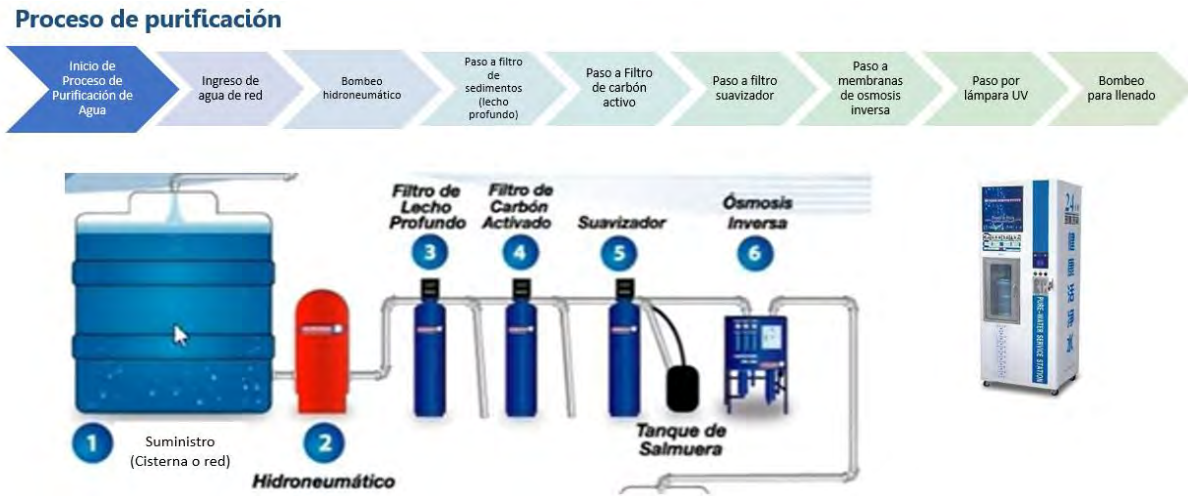 Proceso de purificación
Inicio de
Proceso de
Purificación de
Agua
Ingreso de
agua de red
Bombeo
hidroneumático
Paso a filtro
de
sedimentos
(lecho
profundo)
Paso a Filtro
de carbón
activo
Paso a filtro
suavizador
Paso a
membranas
de osmosis
inversa
Paso por
lámpara UV
Bombeo
para llenado
Filtro de
Lecho
Profundo
3
Filtro de
Carbón
Activado
4
Suavizador
5
Ósmosis
Inversa
6
1
Suministro
(Cisterna o red)
2
Hidroneumático
Tanque de
Salmuera
24
PURE-WATER SERVICE STATION